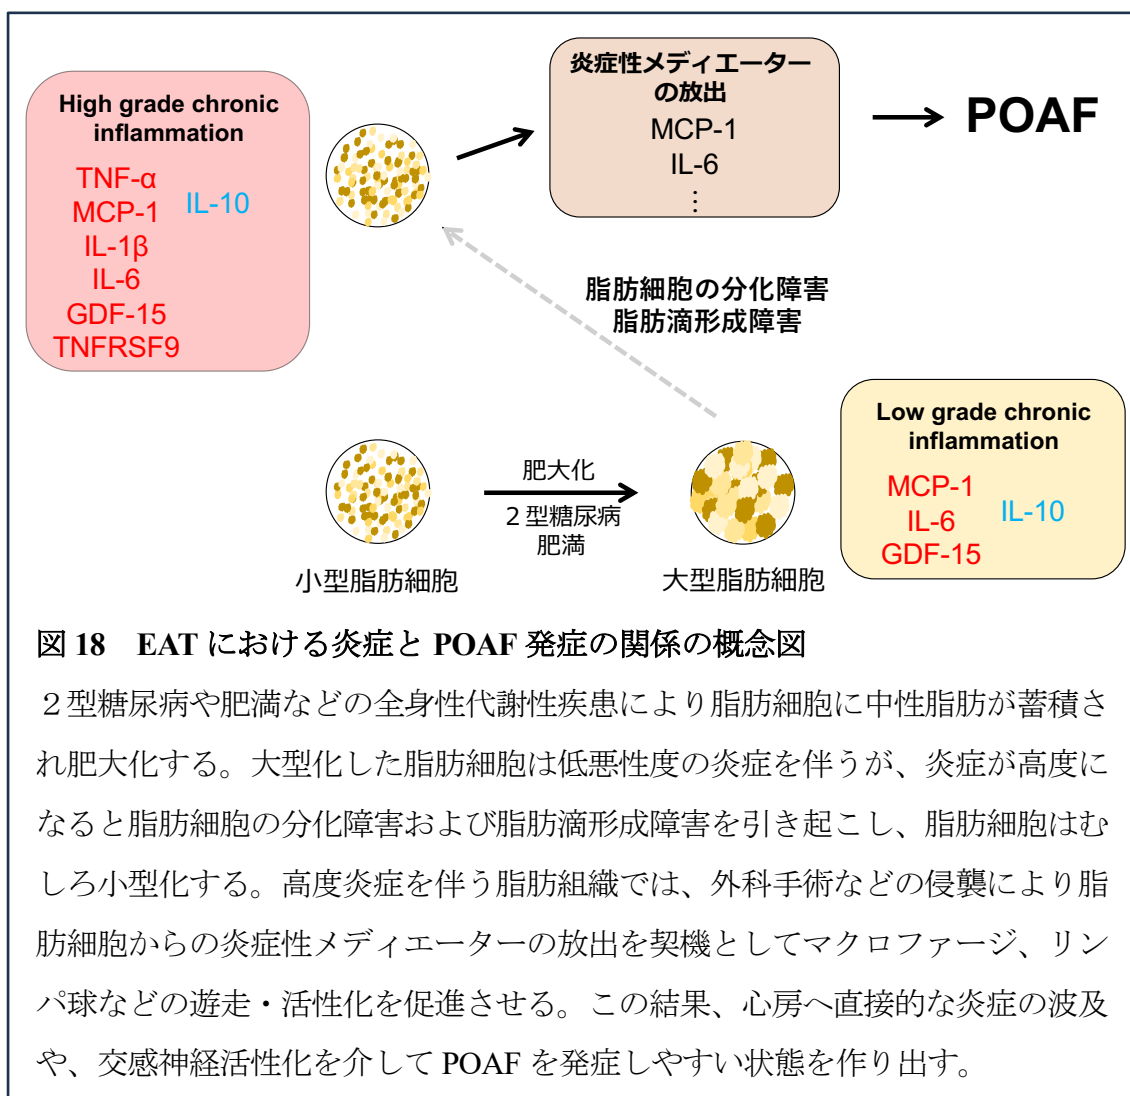 High grade chronic
inflammation
TNF-α
MCP-1
IL-1β
IL-6
GDF-15
TNFRSF9
IL-10
炎症性メディエーター
の放出
MCP-1
IL-6
⋮
POAF
脂肪細胞の分化障害
脂肪滴形成障害
肥大化
２型糖尿病
肥満
小型脂肪細胞
大型脂肪細胞
Low grade chronic
inflammation
MCP-1
IL-6
GDF-15
IL-10
図 18　EAT における炎症と POAF 発症の関係の概念図
２型糖尿病や肥満などの全身性代謝性疾患により脂肪細胞に中性脂肪が蓄積さ
れ肥大化する。大型化した脂肪細胞は低悪性度の炎症を伴うが、炎症が高度に
なると脂肪細胞の分化障害および脂肪滴形成障害を引き起こし、脂肪細胞はむ
しろ小型化する。高度炎症を伴う脂肪組織では、外科手術などの侵襲により脂
肪細胞からの炎症性メディエーターの放出を契機としてマクロファージ、リン
パ球などの遊走・活性化を促進させる。この結果、心房へ直接的な炎症の波及
や、交感神経活性化を介して POAF を発症しやすい状態を作り出す。